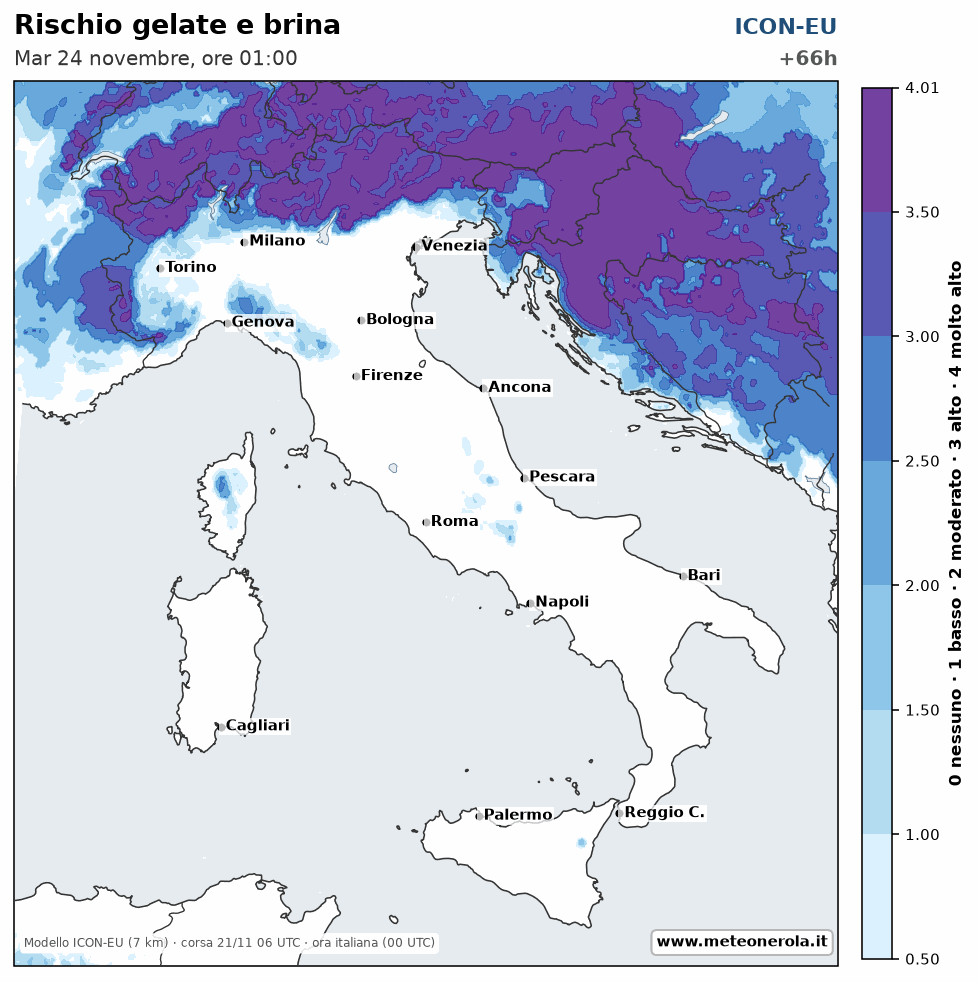 Rischio gelate e brina
ICON-EU
Mar 24 novembre, ore 01:00
+66h
4.01
3.50
3.00
2.50
2.00
1.50
1.00
0.50
0 nessuno · 1 basso · 2 moderato · 3 alto · 4 molto alto
Milano
Venezia
Torino
Genova
Bologna
Firenze
Ancona
Pescara
Roma
Bari
Napoli
Cagliari
Palermo
Reggio C.
Modello ICON-EU (7 km) · corsa 21/11 06 UTC · ora italiana (00 UTC)
www.meteonerola.it